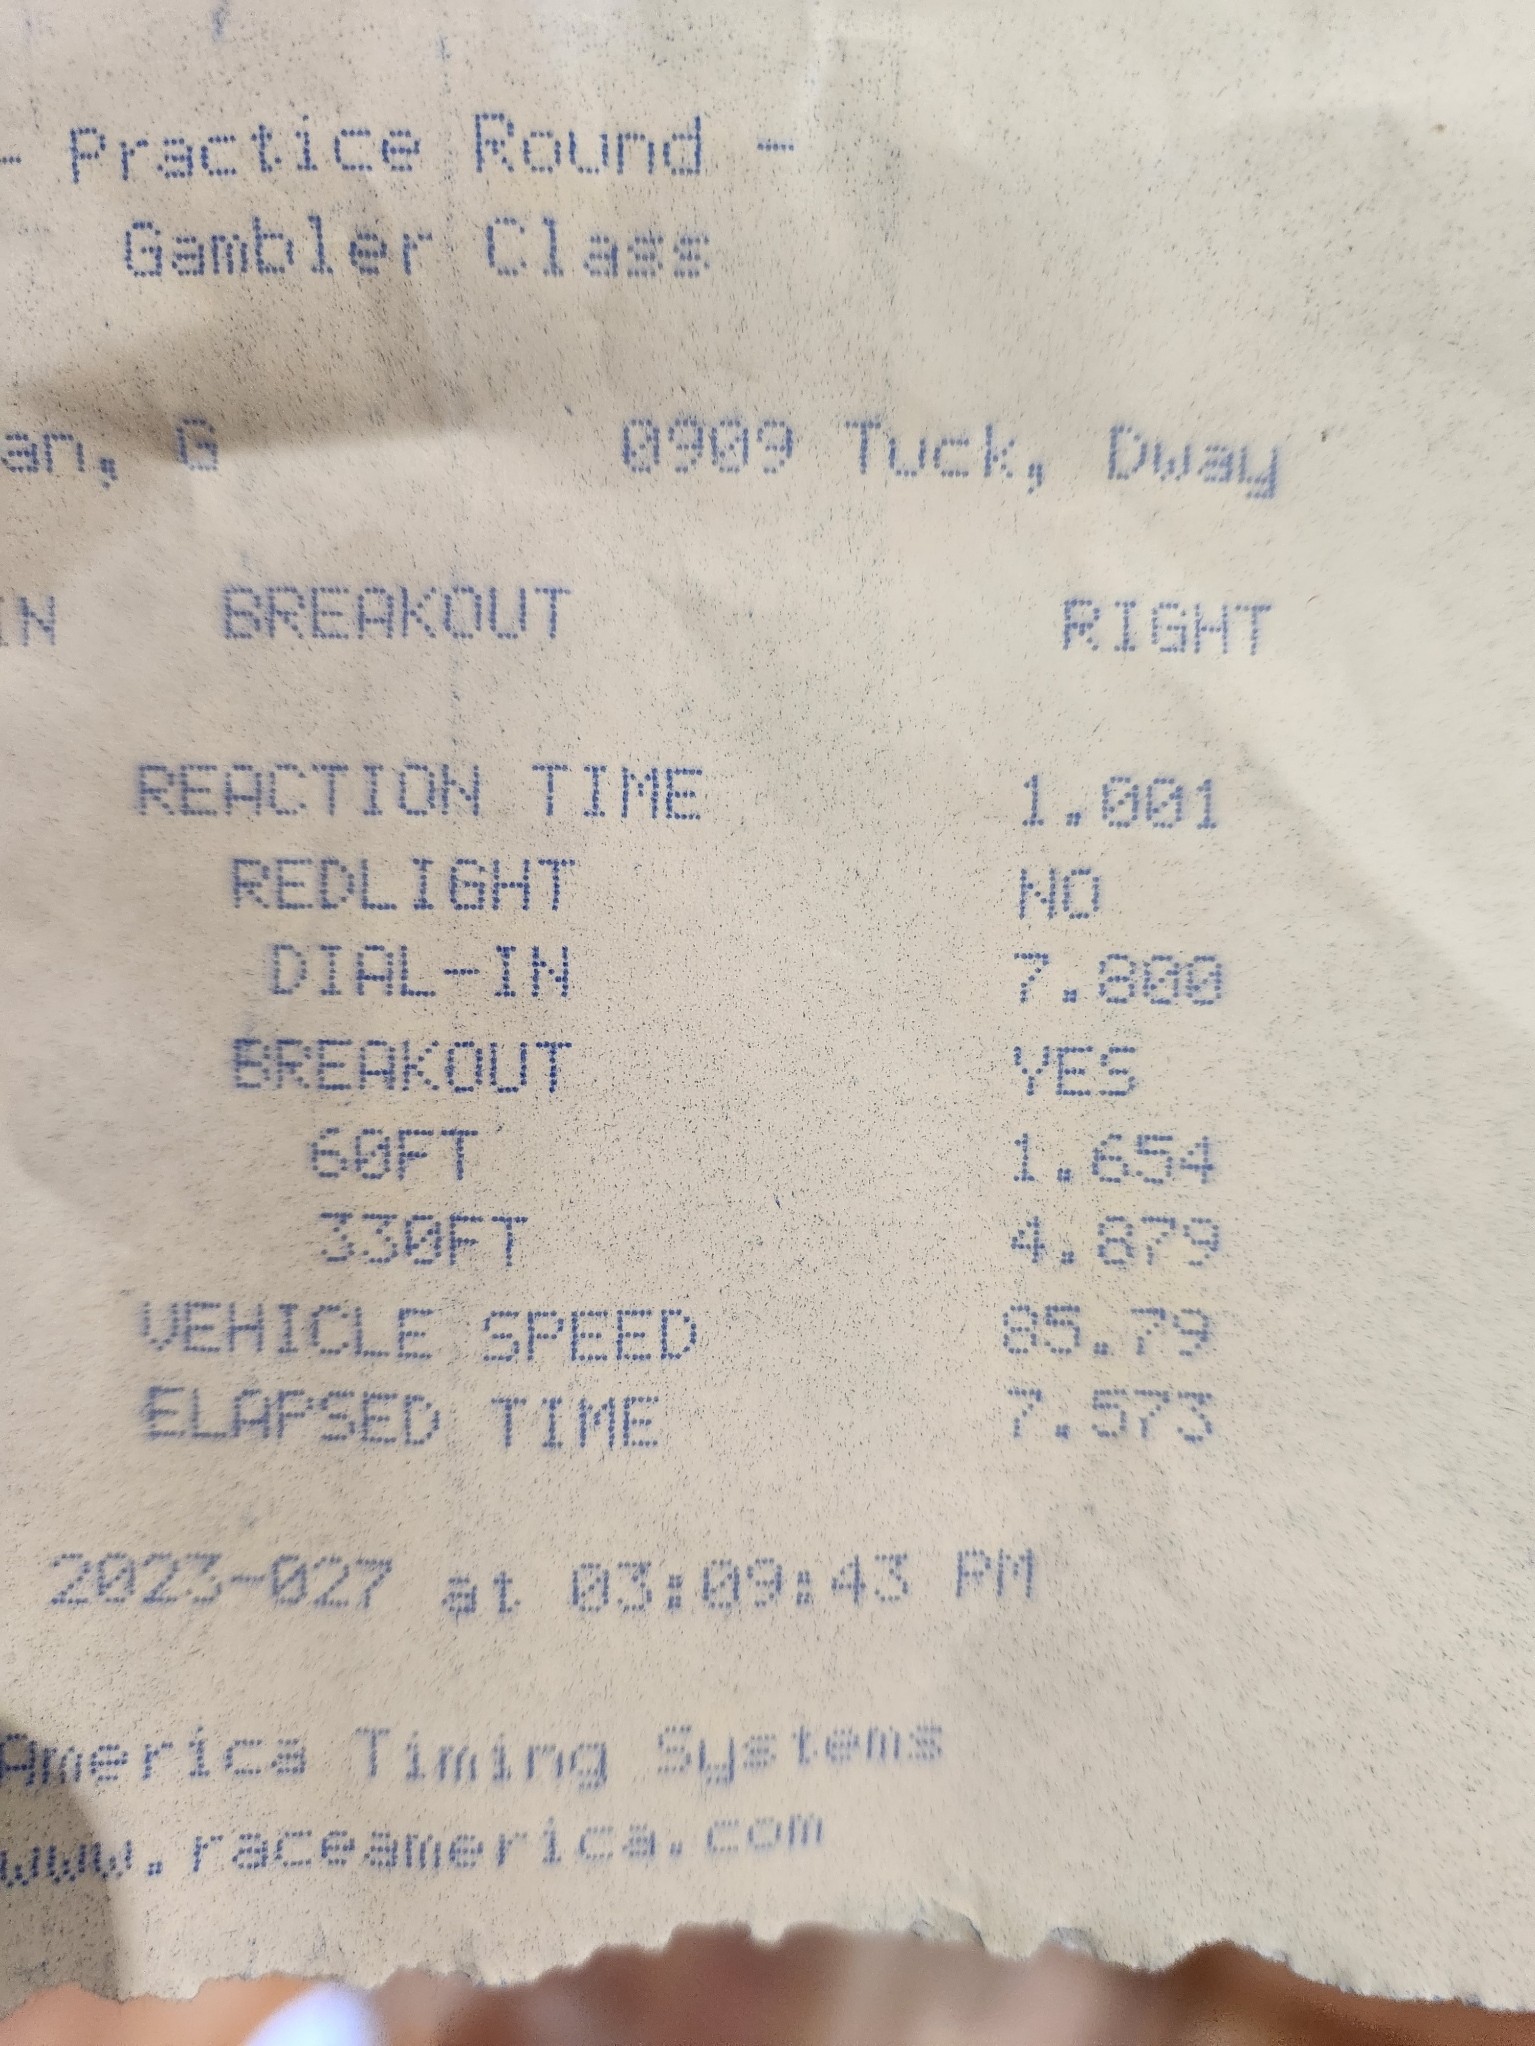 - Practice Round -
Gambler Class
an, G 0909 Tuck, Dway
IN BREAKOUT RIGHT
REACTION TIME 1.001
REDLIGHT NO
DIAL-IN 7.800
BREAKOUT YES
60FT 1.654
330FT 4.879
VEHICLE SPEED 85.79
ELAPSED TIME 7.573
2023-027 at 03:09:43 PM
America Timing Systems
www.raceamerica.com